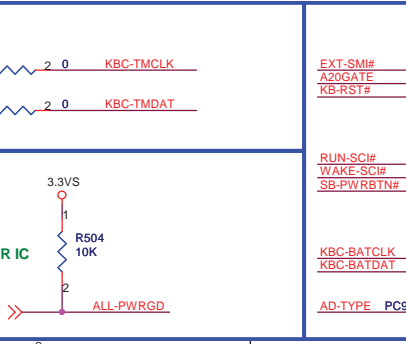 2 0 KBC-TMCLK
2 0 KBC-TMDAT
3.3VS
1
R504
10K
R IC
2
ALL-PWRGD
EXT-SMI#
A20GATE
KB-RST#
RUN-SCI#
WAKE-SCI#
SB-PWRBTN#
KBC-BATCLK
KBC-BATDAT
AD-TYPE PC9